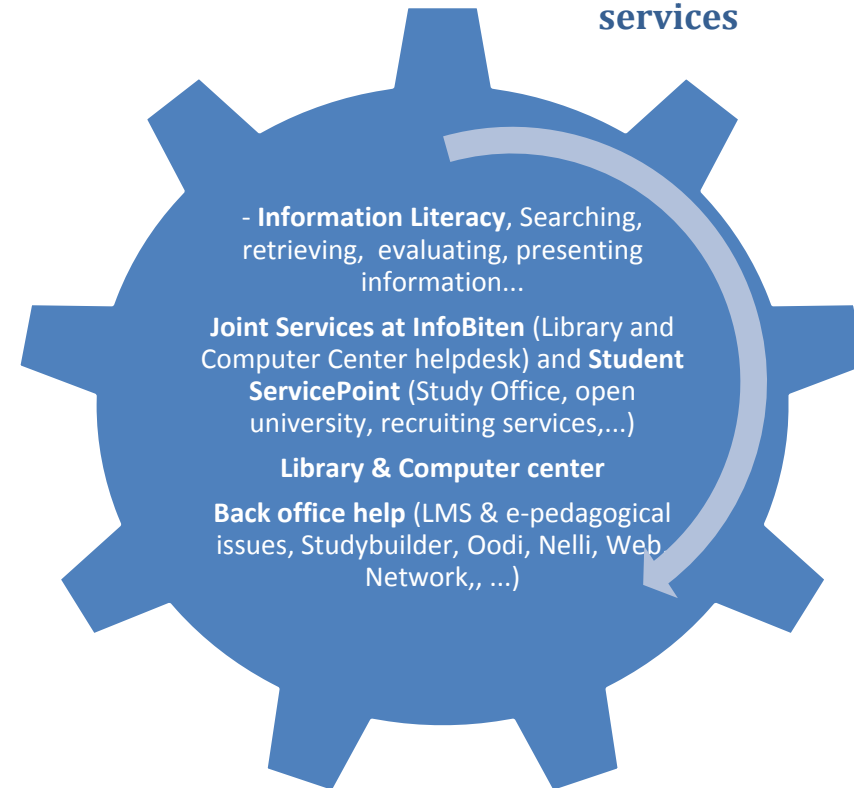 services
- Information Literacy, Searching,
retrieving,  evaluating, presenting
information...
Joint Services at InfoBiten (Library and
Computer Center helpdesk) and Student
ServicePoint (Study Office, open
university, recruiting services,...)
Library & Computer center
Back office help (LMS & e-pedagogical
issues, Studybuilder, Oodi, Nelli, Web,
Network,, ...)